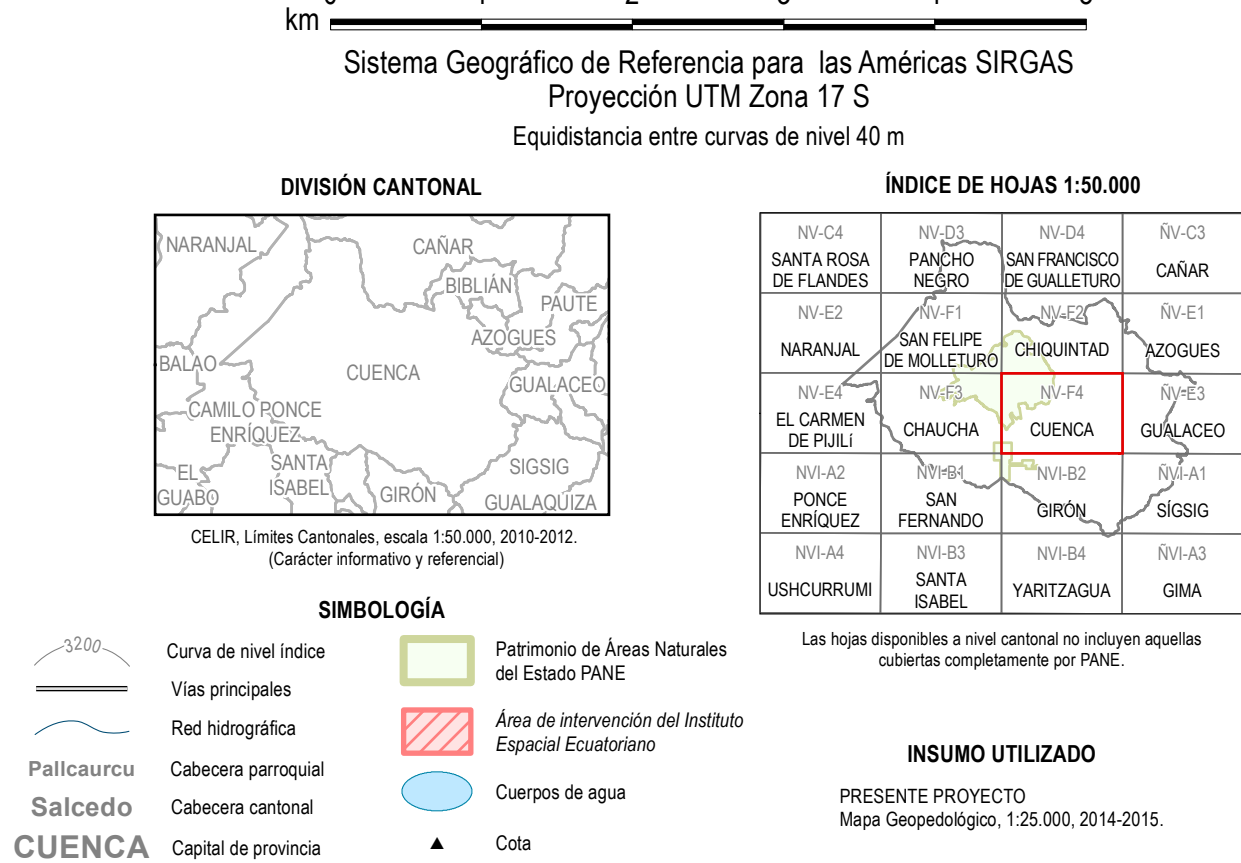 km
Sistema Geográfico de Referencia para las Américas SIRGAS
Proyección UTM Zona 17 S
Equidistancia entre curvas de nivel 40 m
DIVISIÓN CANTONAL
NARANJAL
CAÑAR
BIBLIÁN
PAUTE
AZOGUES
BALAO
CUENCA
GUALACEO
CAMILO PONCE
ENRÍQUEZ
SANTA
ISABEL
EL
GUABO
GIRÓN
SIGSIG
GUALAQUIZA
CELIR, Límites Cantonales, escala 1:50.000, 2010-2012.
(Carácter informativo y referencial)
ÍNDICE DE HOJAS 1:50.000
NV-C4
SANTA ROSA
DE FLANDES
NV-D3
PANCHO
NEGRO
NV-D4
SAN FRANCISCO
DE GUALLETURO
ÑV-C3
CAÑAR
NV-E2
NARANJAL
NV-F1
SAN FELIPE
DE MOLLETURO
NV-F2
CHIQUINTAD
ÑV-E1
AZOGUES
NV-E4
EL CARMEN
DE PIJILí
NV-F3
CHAUCHA
NV-F4
CUENCA
ÑV-E3
GUALACEO
NVI-A2
PONCE
ENRÍQUEZ
NVI-B1
SAN
FERNANDO
NVI-B2
GIRÓN
ÑVI-A1
SÍGSIG
NVI-A4
USHCURRUMI
NVI-B3
SANTA
ISABEL
NVI-B4
YARITZAGUA
ÑVI-A3
GIMA
Las hojas disponibles a nivel cantonal no incluyen aquellas
cubiertas completamente por PANE.
SIMBOLOGÍA
3200
Curva de nivel índice
Vías principales
Red hidrográfica
Pallcaurcu
Cabecera parroquial
Salcedo
Cabecera cantonal
CUENCA
Capital de provincia
Patrimonio de Áreas Naturales
del Estado PANE
Área de intervención del Instituto
Espacial Ecuatoriano
Cuerpos de agua
Cota
INSUMO UTILIZADO
PRESENTE PROYECTO
Mapa Geopedológico, 1:25.000, 2014-2015.